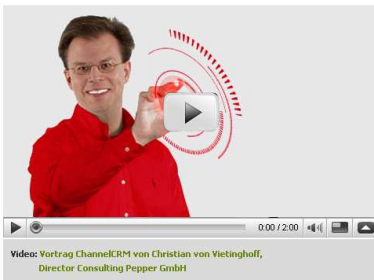 0:00 / 2:00
Video: Vortrag ChannelCRM von Christian von Vietinghoff,
Director Consulting Pepper GmbH